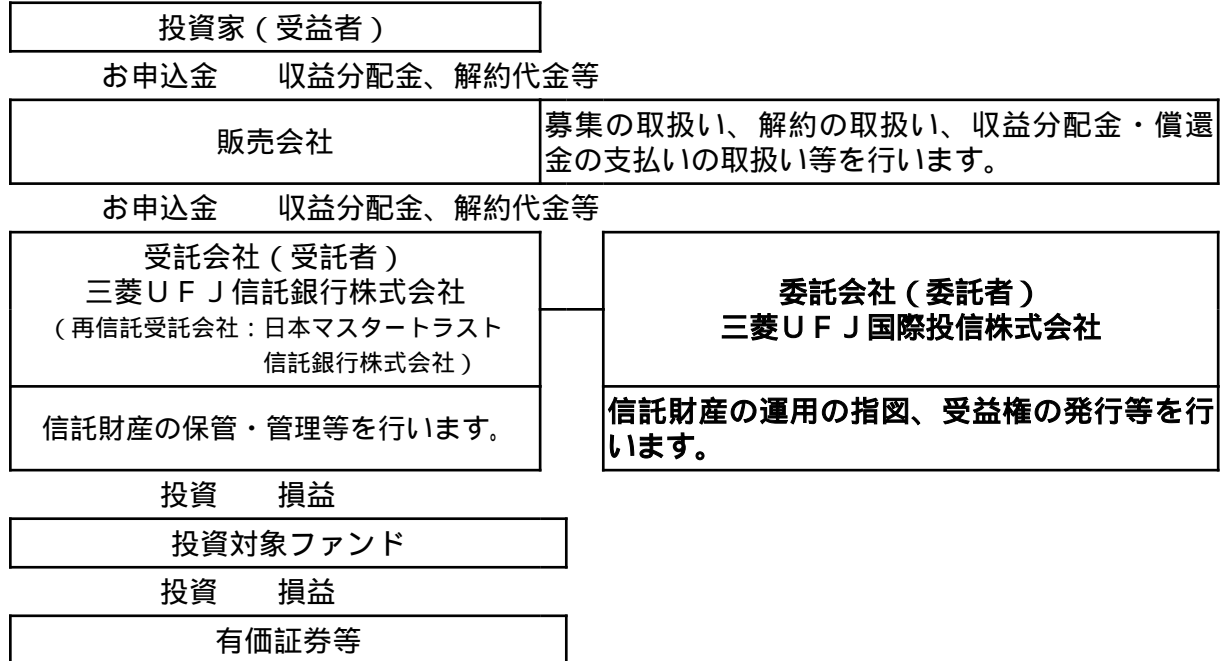 投資家(受益者)
お申込金　　収益分配金、解約代金等
販売会社
募集の取扱い、解約の取扱い、収益分配金・償還
金の支払いの取扱い等を行います。
お申込金　　収益分配金、解約代金等
受託会社(受託者)
三菱UFJ信託銀行株式会社
(再信託受託会社:日本マスタートラスト
信託銀行株式会社)
委託会社(委託者)
三菱UFJ国際投信株式会社
信託財産の保管・管理等を行います。
信託財産の運用の指図、受益権の発行等を行
います。
投資　　損益
投資対象ファンド
投資　　損益
有価証券等